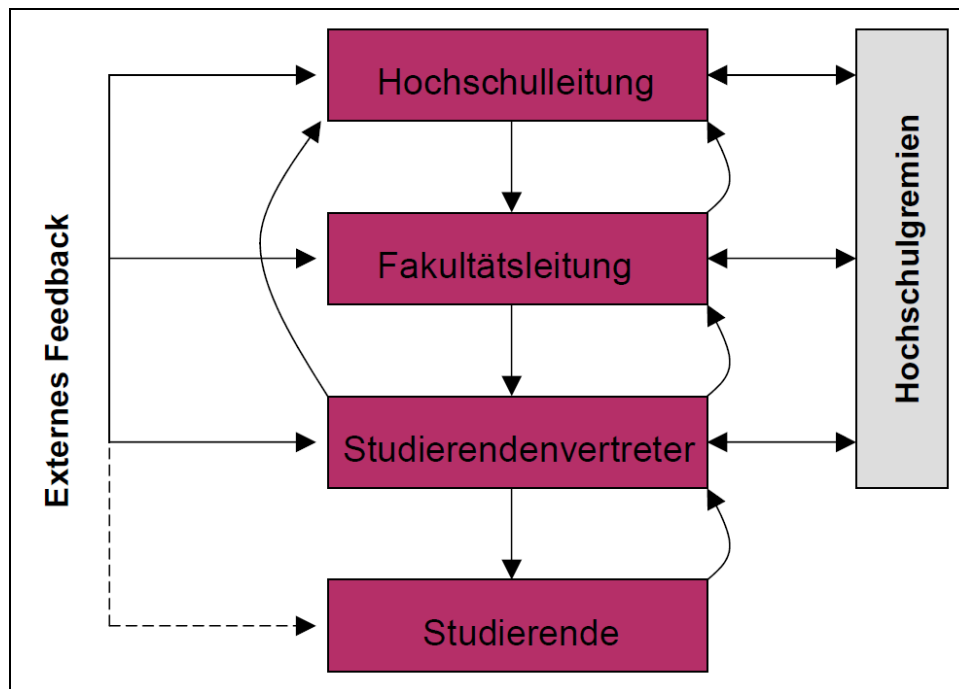 Externes Feedback
Hochschulleitung
Fakultätsleitung
Studierendenvertreter
Studierende
Hochschulgremien